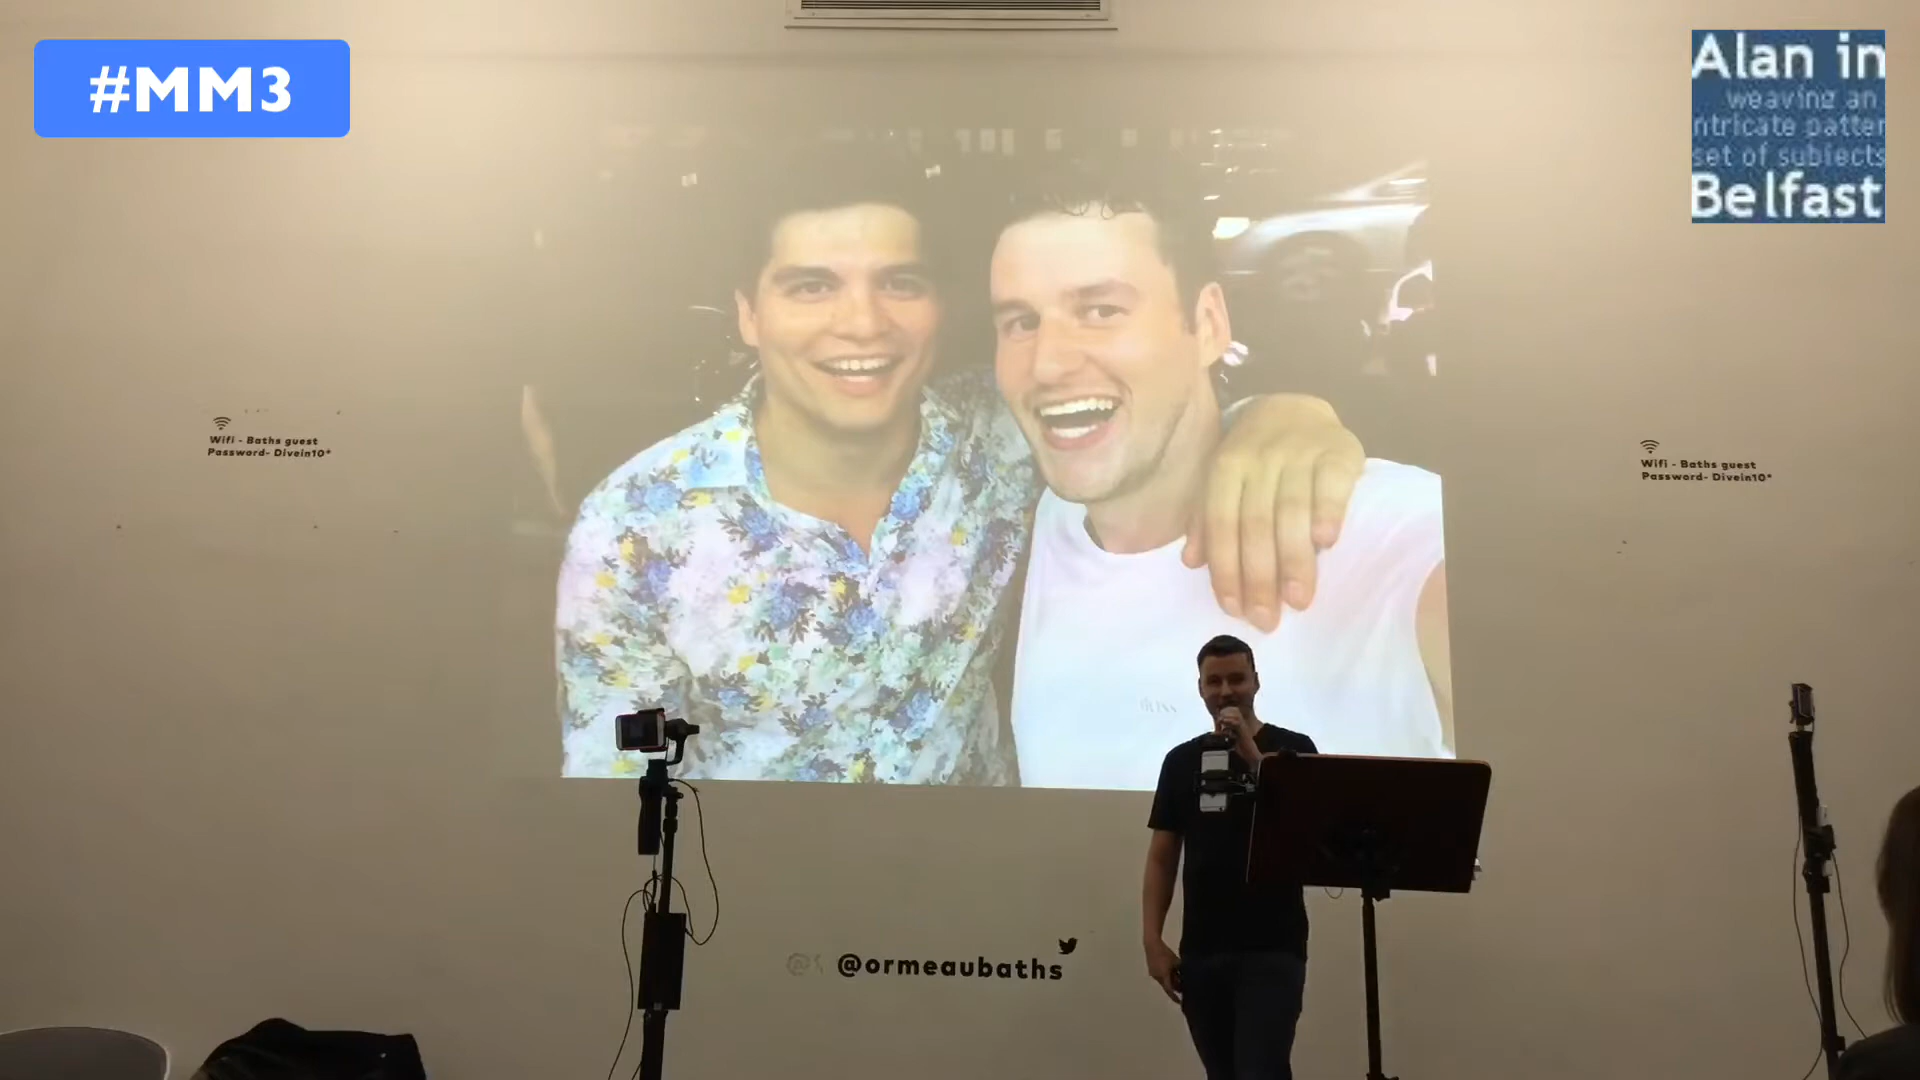 #MM3
Alan in
weaving an
ntricate patter
set of subjects
Belfast
Wifi - Baths guest
Password- Divein10*
Wifi - Baths guest
Password- Divein10*
@ormeaubaths